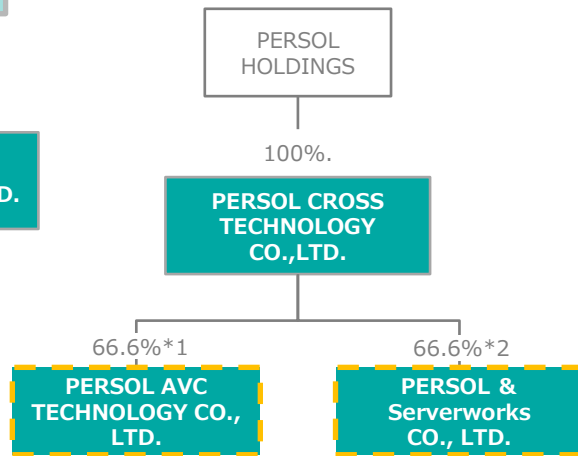 PERSOL
HOLDINGS
100%.
D.
PERSOL CROSS
TECHNOLOGY
CO.,LTD.
66.6%*1
66.6%*2
PERSOL AVC
TECHNOLOGY CO.,
LTD.
PERSOL &
Serverworks
CO., LTD.